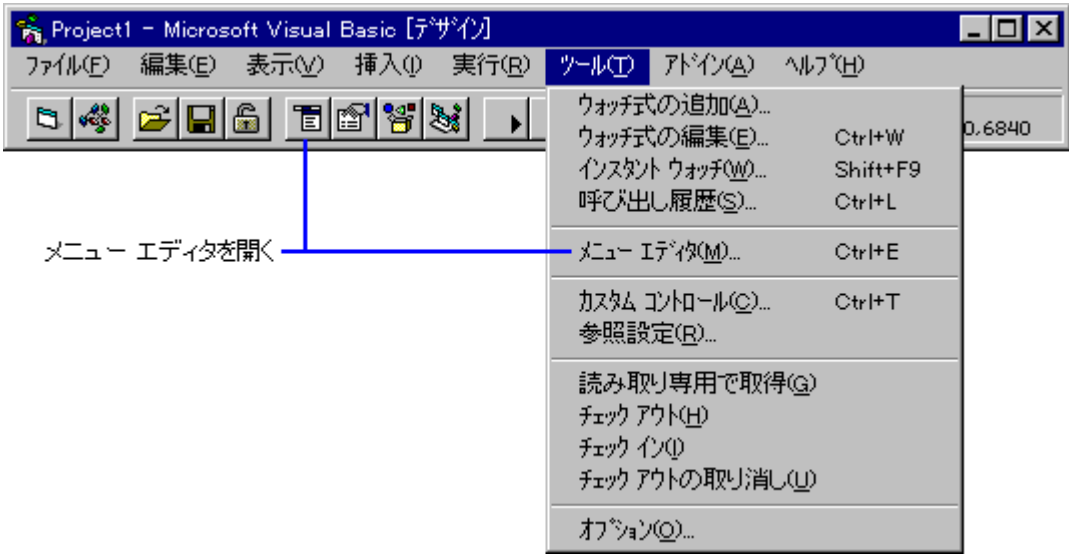 Project1 - Microsoft Visual Basic [ﾃﾞｻﾞｲﾝ]
ﾌｧｲﾙ(F) 編集(E) 表示(V) 挿入(I) 実行(R) ﾂｰﾙ(T) ｱﾄﾞｲﾝ(A) ﾍﾙﾌﾟ(H)
0.6840
ｳｫｯﾁ式の追加(A)...
ｳｫｯﾁ式の編集(E)... Ctrl+W
ｲﾝｽﾀﾝﾄ ｳｫｯﾁ(W)... Shift+F9
呼び出し履歴(S)... Ctrl+L
メニュー エディタを開く
ﾒﾆｭｰ ｴﾃﾞｨﾀ(M)... Ctrl+E
ｶｽﾀﾑ ｺﾝﾄﾛｰﾙ(C)... Ctrl+T
参照設定(R)...
読み取り専用で取得(G)
ﾁｪｯｸ ｱｳﾄ(H)
ﾁｪｯｸ ｲﾝ(I)
ﾁｪｯｸ ｱｳﾄの取り消し(U)
ｵﾌﾟｼｮﾝ(O)...